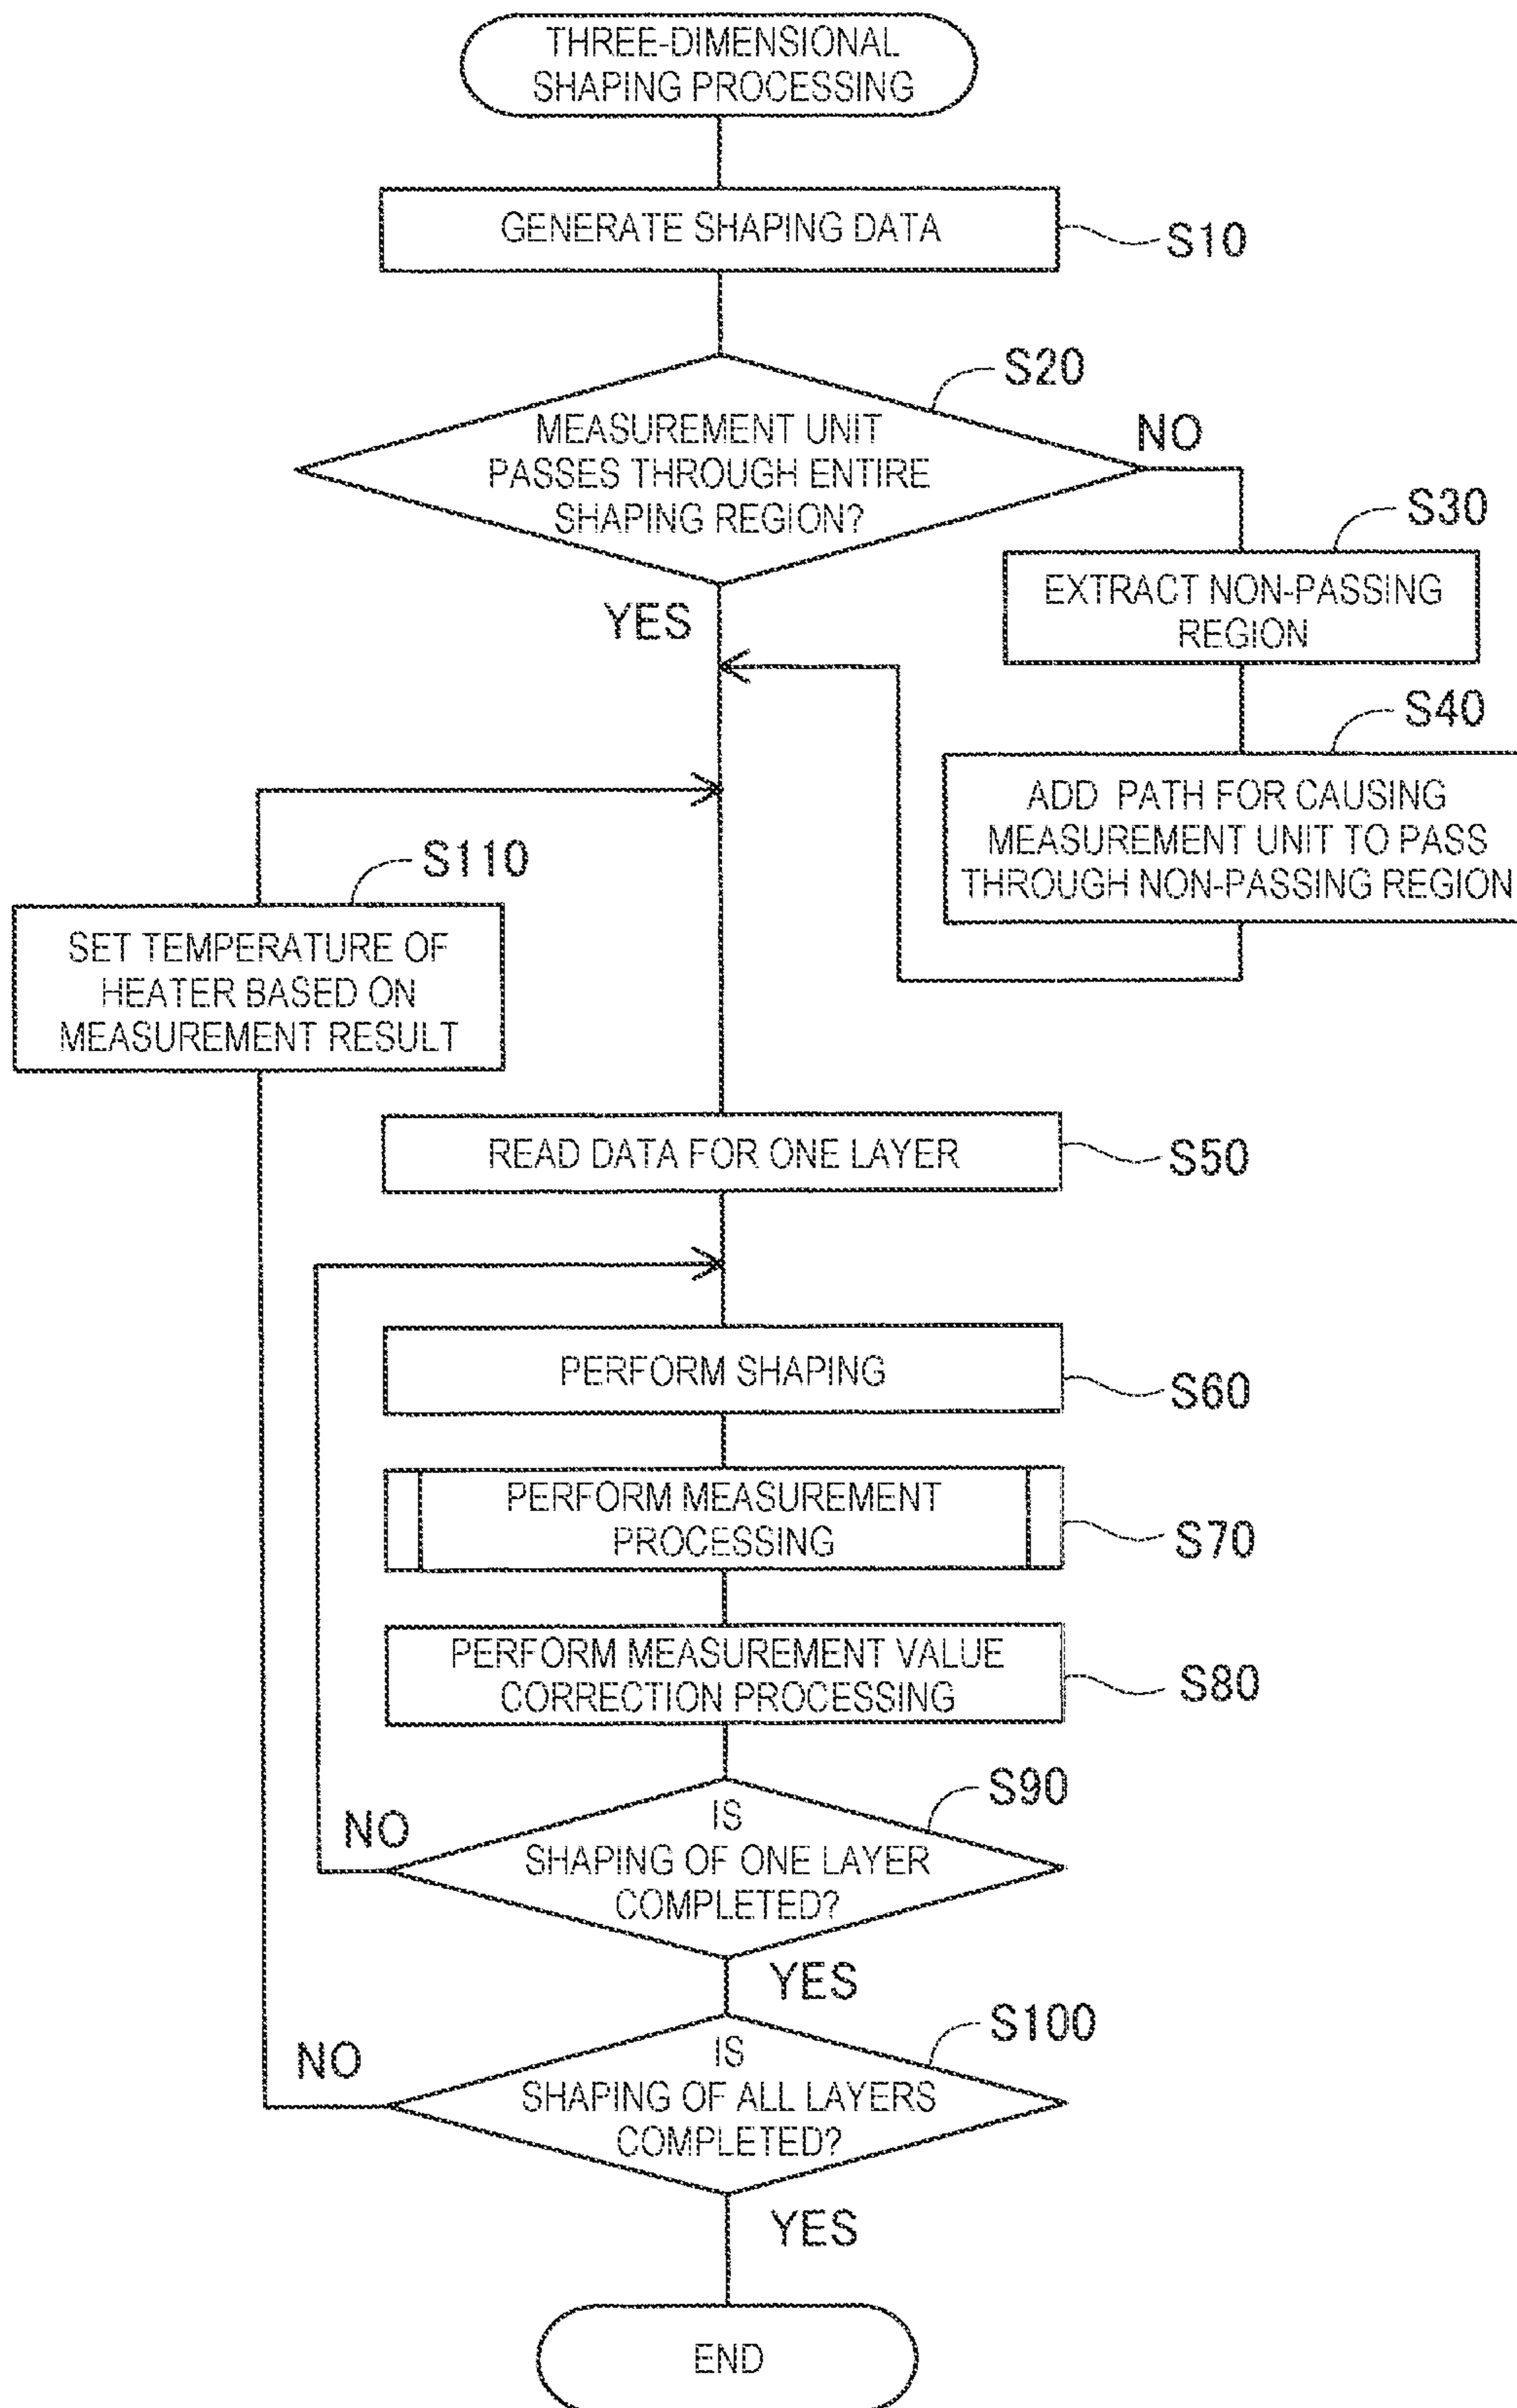 THREE-DIMENSIONAL
SHAPING PROCESSING
GENERATE SHAPING DATA
S10
S20
MEASUREMENT UNIT
PASSES THROUGH ENTIRE
SHAPING REGION?
NO
YES
S30
EXTRACT NON-PASSING
REGION
S40
ADD PATH FOR CAUSING
MEASUREMENT UNIT TO PASS
THROUGH NON-PASSING REGION
S110
SET TEMPERATURE OF
HEATER BASED ON
MEASUREMENT RESULT
READ DATA FOR ONE LAYER
S50
PERFORM SHAPING
S60
PERFORM MEASUREMENT
PROCESSING
S70
PERFORM MEASUREMENT VALUE
CORRECTION PROCESSING
S80
S90
NO
IS
SHAPING OF ONE LAYER
COMPLETED?
YES
S100
NO
IS
SHAPING OF ALL LAYERS
COMPLETED?
YES
END